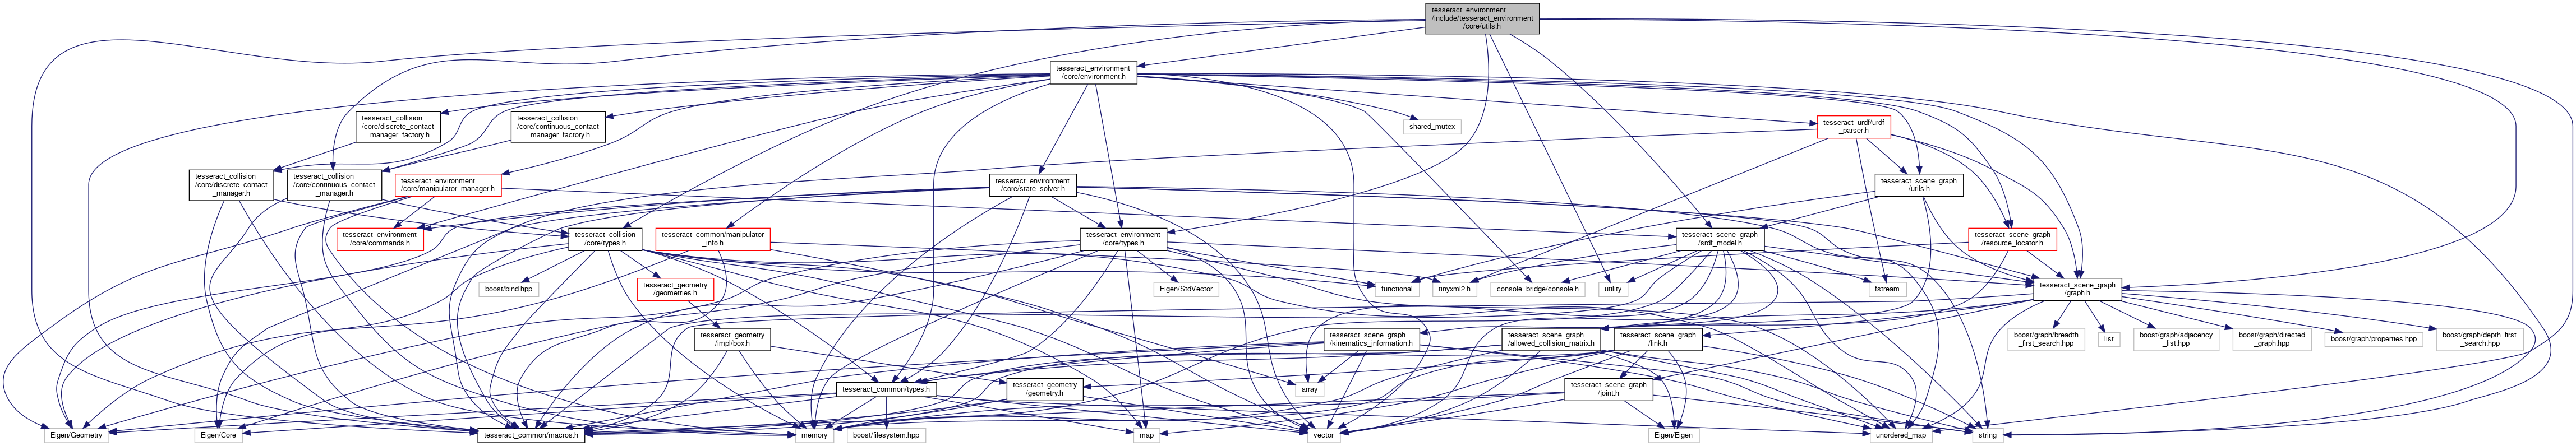 tesseract_environment
/include/tesseract_environment
/core/utils.h
tesseract_environment
/core/environment.h
tesseract_collision
/core/discrete_contact
_manager_factory.h
tesseract_collision
/core/continuous_contact
_manager_factory.h
shared_mutex
tesseract_urdf/urdf
_parser.h
tesseract_collision
/core/discrete_contact
_manager.h
tesseract_collision
/core/continuous_contact
_manager.h
tesseract_environment
/core/manipulator_manager.h
tesseract_environment
/core/state_solver.h
tesseract_scene_graph
/utils.h
tesseract_environment
/core/commands.h
tesseract_collision
/core/types.h
tesseract_common/manipulator
_info.h
tesseract_environment
/core/types.h
tesseract_scene_graph
/srdf_model.h
tesseract_scene_graph
/resource_locator.h
boost/bind.hpp
tesseract_geometry
/geometries.h
Eigen/StdVector
functional
tinyxml2.h
console_bridge/console.h
utility
fstream
tesseract_scene_graph
/graph.h
tesseract_geometry
/impl/box.h
tesseract_scene_graph
/kinematics_information.h
tesseract_scene_graph
/allowed_collision_matrix.h
tesseract_scene_graph
/link.h
boost/graph/breadth
_first_search.hpp
list
boost/graph/adjacency
_list.hpp
boost/graph/directed
_graph.hpp
boost/graph/properties.hpp
boost/graph/depth_first
_search.hpp
tesseract_common/types.h
tesseract_geometry
/geometry.h
array
tesseract_scene_graph
/joint.h
Eigen/Geometry
Eigen/Core
tesseract_common/macros.h
memory
boost/filesystem.hpp
map
vector
Eigen/Eigen
unordered_map
string